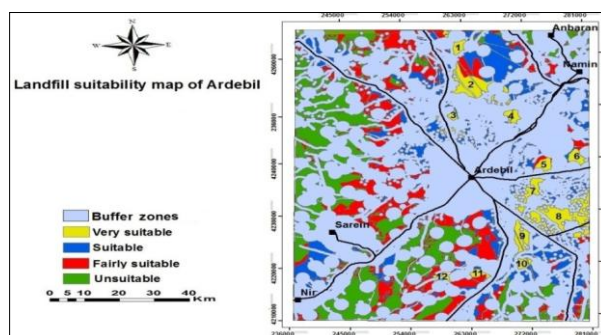 245000 254000 263000 272000 281000
N
W E
S
Landfill suitability map of Ardebil
Anbaran
Namin
1
2
3
4
5
6
Ardebil
7
8
9
10
11
12
Sarein
Nir
Buffer zones
Very suitable
Suitable
Fairly suitable
Unsuitable
0 5 10 20 30 40
Km
245000 254000 263000 272000 281000